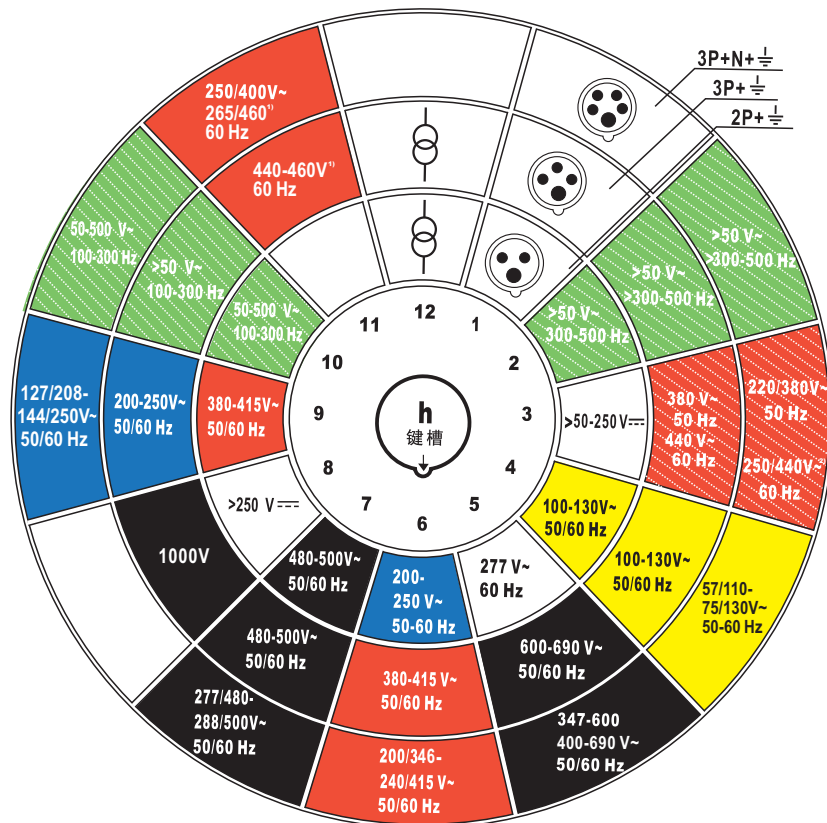 3P+N+⏚
3P+⏚
2P+⏚
250/400V~
265/460¹⁾
60 Hz
440-460V¹⁾
60 Hz
50-500 V~
100-300 Hz
>50 V~
100-300 Hz
50-500 V~
100-300 Hz
>50 V~
>300-500 Hz
>50 V~
>300-500 Hz
>50 V~
300-500 Hz
127/208-
144/250V~
50/60 Hz
200-250V~
50/60 Hz
380-415V~
50/60 Hz
12
1
2
3
4
5
6
7
8
9
10
11
h
键槽
>50-250V⎓
380 V~
50 Hz
440 V~
60 Hz
220/380V~
50 Hz
250/440V~²⁾
60 Hz
>250 V⎓
1000V
480-500V~
50/60 Hz
480-500V~
50/60 Hz
277/480-
288/500V~
50/60 Hz
200-
250 V~
50-60 Hz
380-415 V~
50/60 Hz
200/346-
240/415 V~
50/60 Hz
277 V~
60 Hz
600-690 V~
50/60 Hz
347-600
400-690 V~
50/60 Hz
100-130V~
50/60 Hz
100-130V~
50/60 Hz
57/110-
75/130V~
50-60 Hz